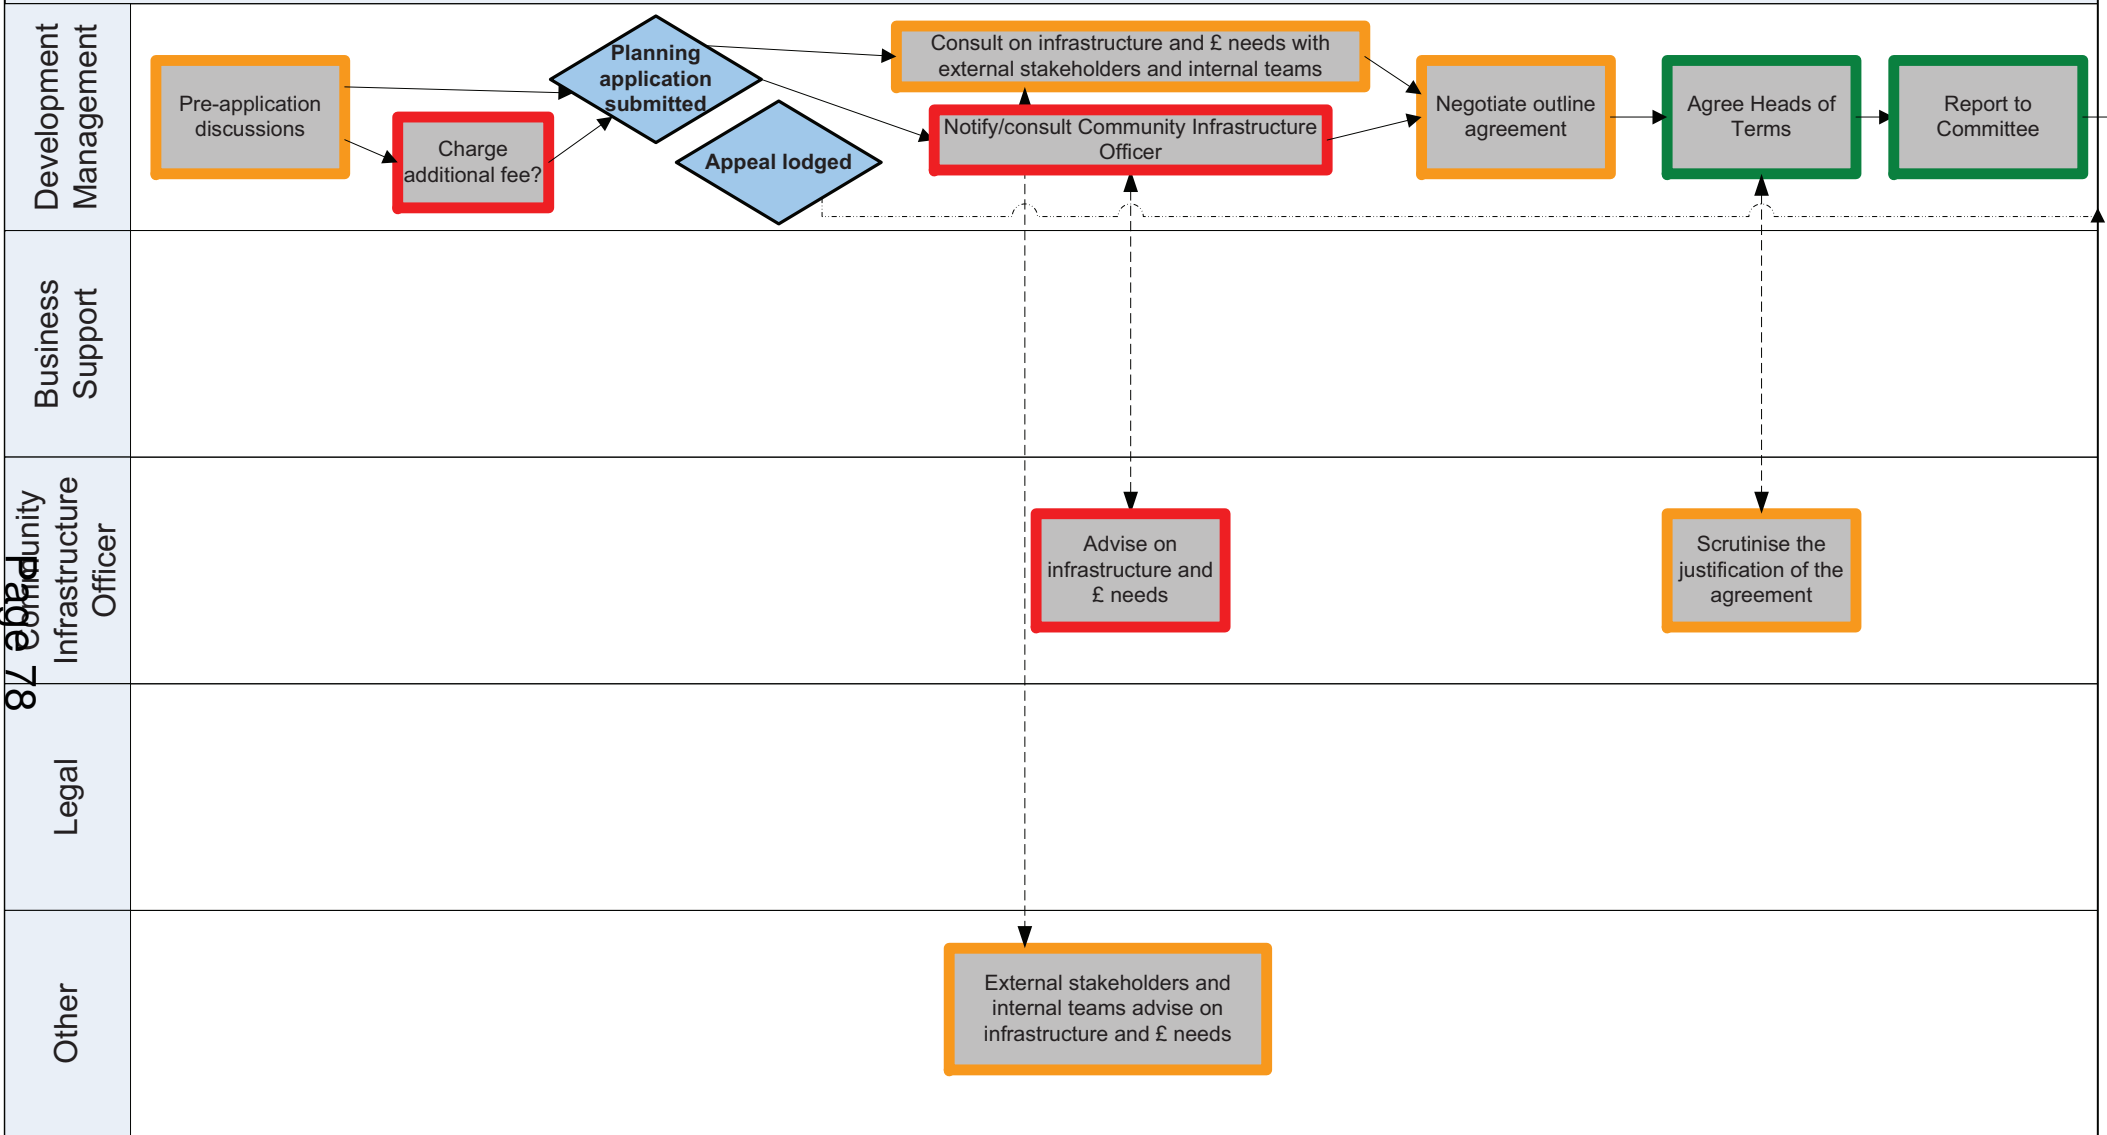 Development
Management
Pre-application
discussions
Charge
additional fee?
Planning
application
submitted
Appeal lodged
Consult on infrastructure and £ needs with
external stakeholders and internal teams
Notify/consult Community Infrastructure
Officer
Negotiate outline
agreement
Agree Heads of
Terms
Report to
Committee
Business
Support
Community
Infrastructure
Officer
Page 78
Advise on
infrastructure and
£ needs
Scrutinise the
justification of the
agreement
Legal
Other
External stakeholders and
internal teams advise on
infrastructure and £ needs